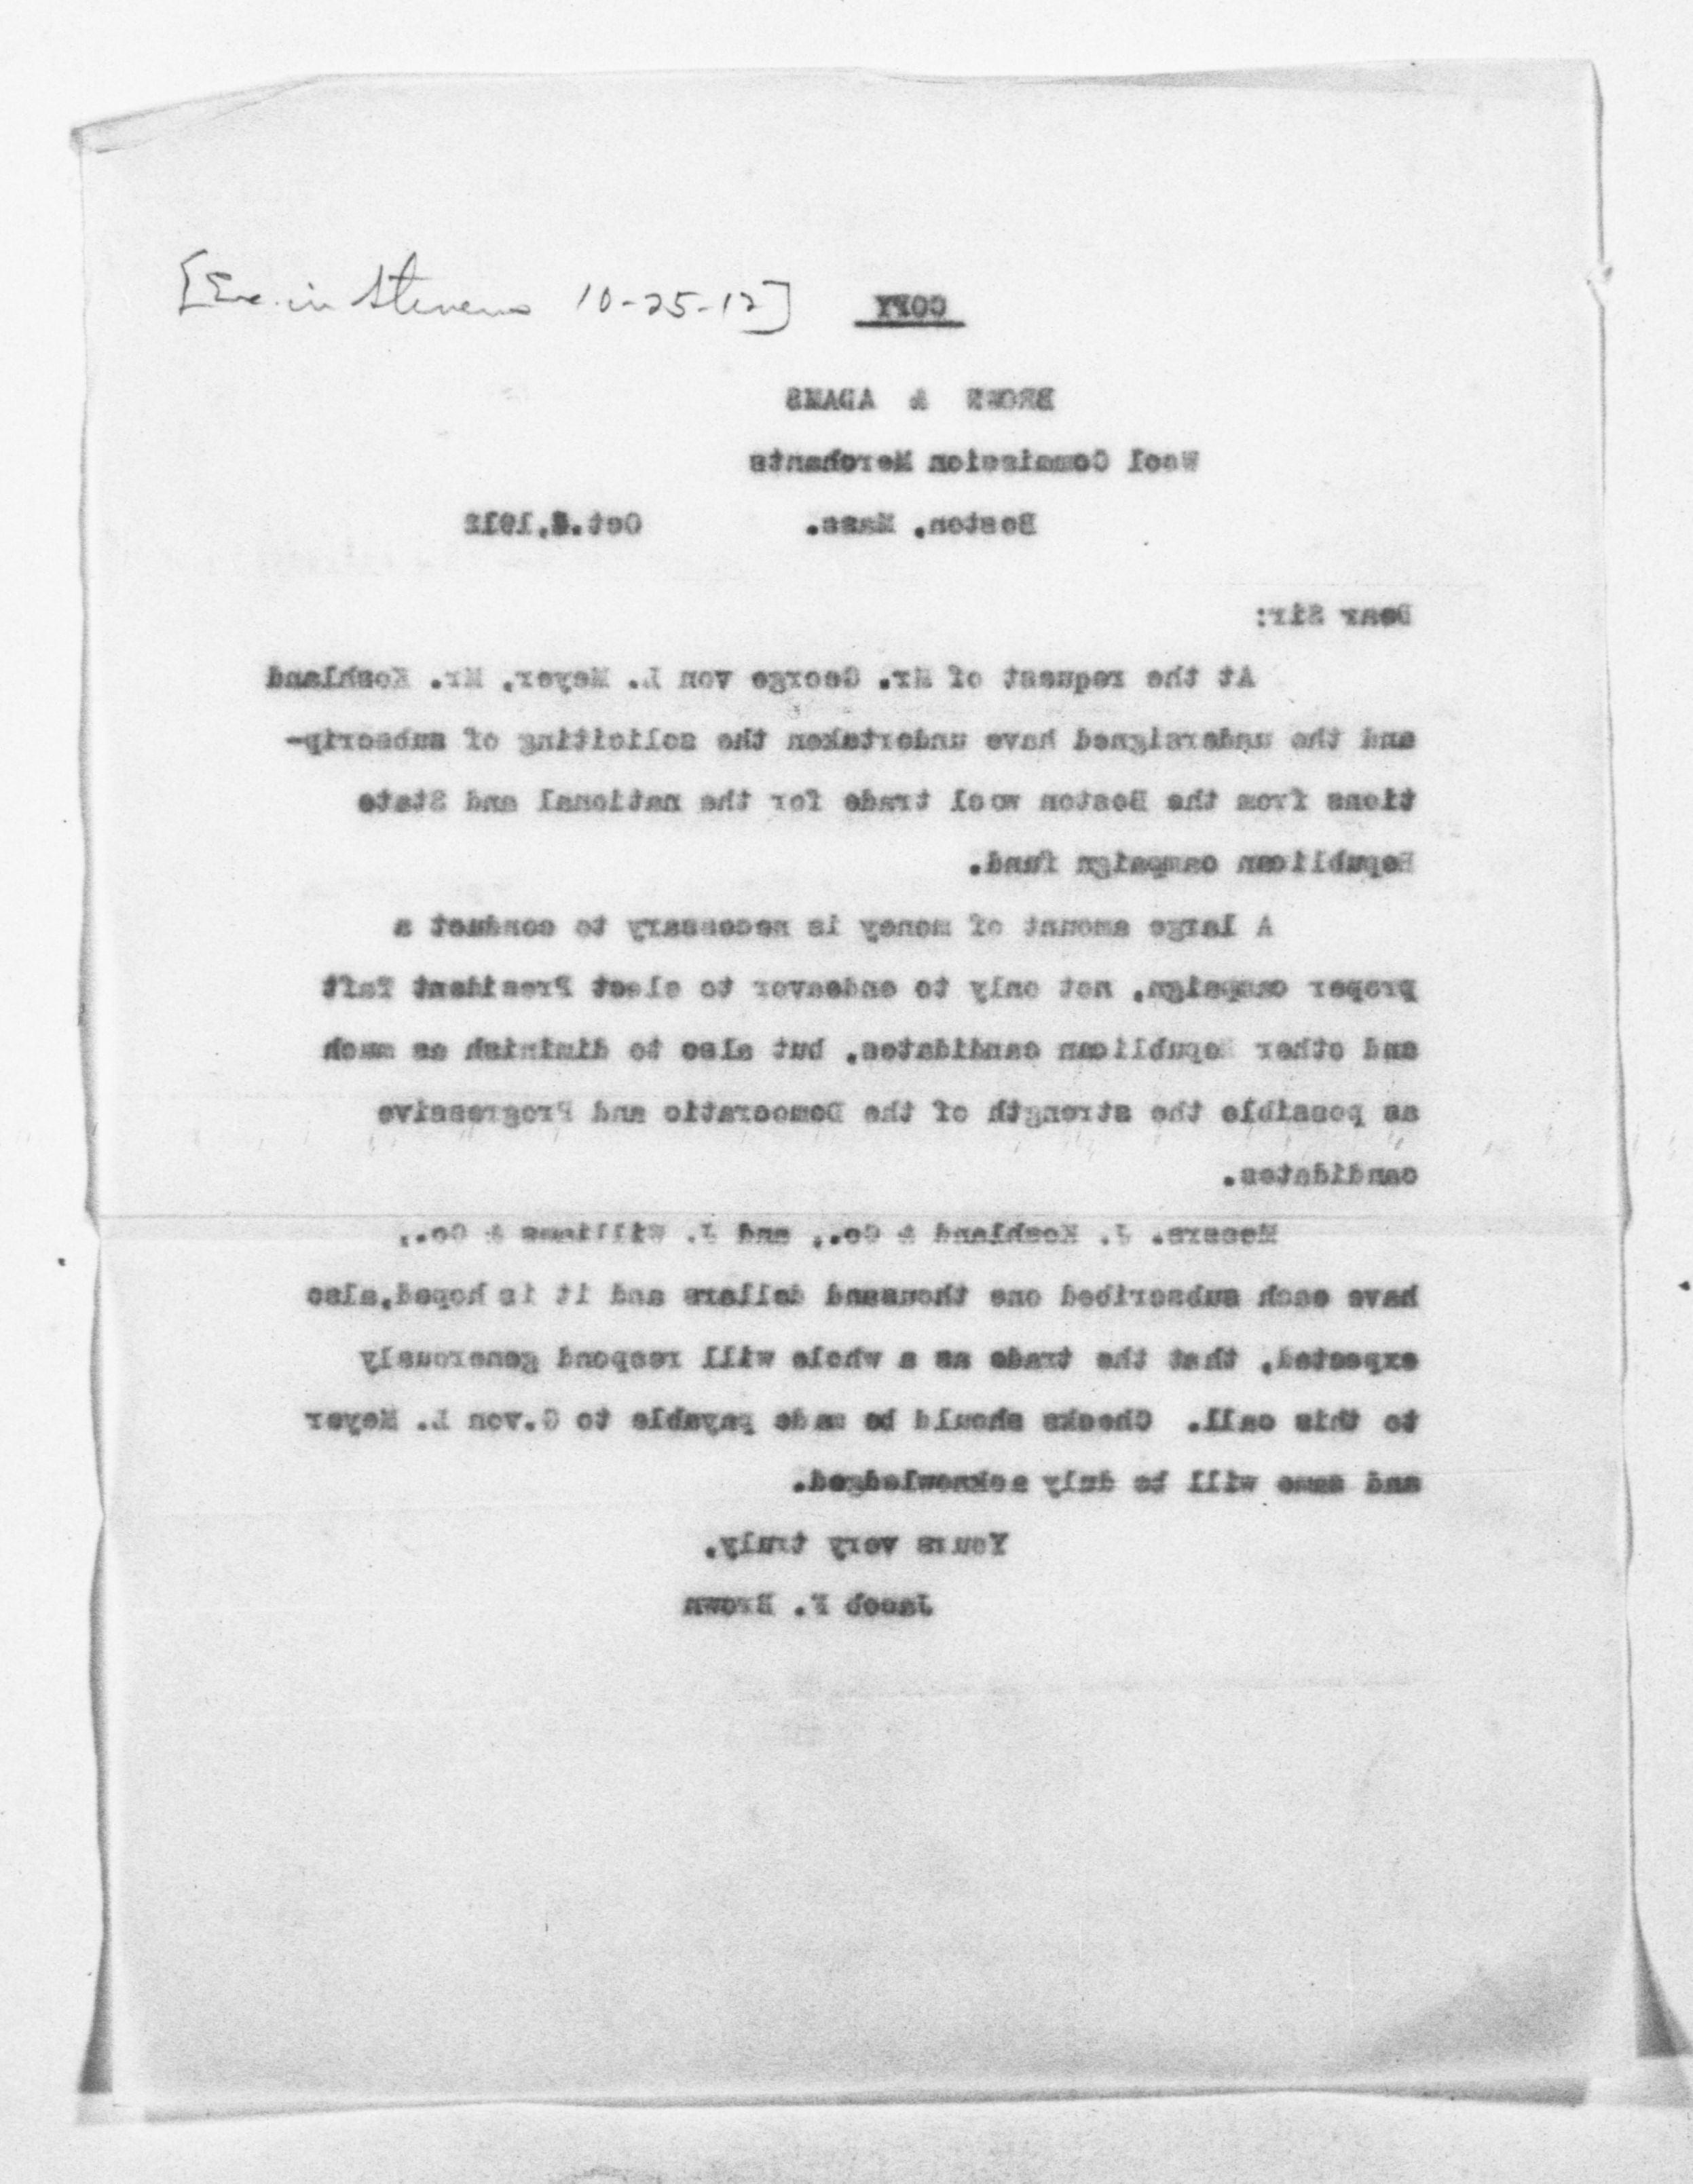 [Enc. in Stevens 10-25-12]
COPY
BROWN & ADAMS
Wool Commission Merchants
Boston, Mass. Oct. ,1912
Dear Sir:
At the request of Mr. George von L. Meyer, Mr. Koshland
and the undersigned have undertaken the soliciting of subscrip-
tions from the Boston wool trade for the national and State
Republican campaign fund.
A large amount of money is necessary to conduct a
proper campaign, not only to endeavor to elect President Taft
and other Republican candidates, but also to diminish as much
as possible the strength of the Democratic and Progressive
candidates.
Messrs. J. Koshland & Co., and J. Williams & Co.,
have each subscribed one thousand dollars and it is hoped,also
expected, that the trade as a whole will respond generously
to this call. Checks should be made payable to G.von L. Meyer
and same will be duly acknowledged.
Yours very truly,
Jacob F. Brown